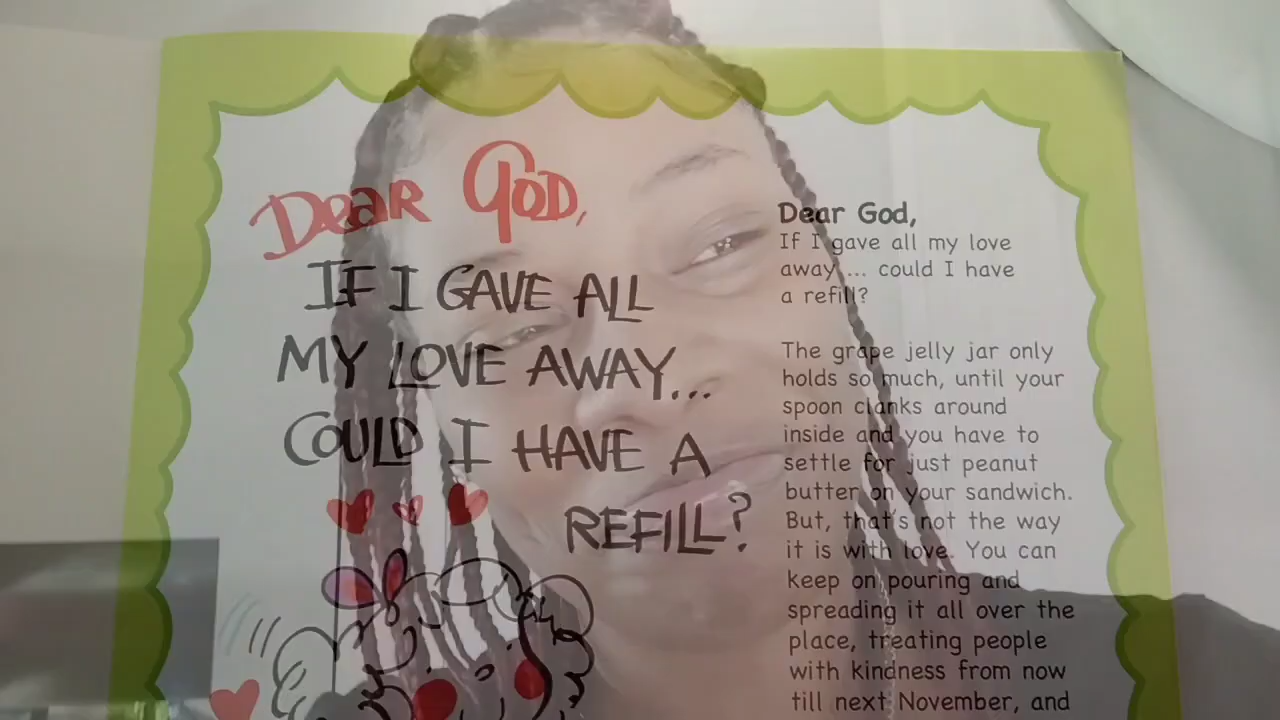 Dear God,
IF I GAVE ALL
MY LOVE AWAY...
COULD I HAVE A
REFILL?
Dear God,
If I gave all my love
away ... could I have
a refill?
The grape jelly jar only
holds so much, until your
spoon clanks around
inside and you have to
settle for just peanut
butter on your sandwich.
But, that's not the way
it is with love. You can
keep on pouring and
spreading it all over the
place, treating people
with kindness from now
till next November, and